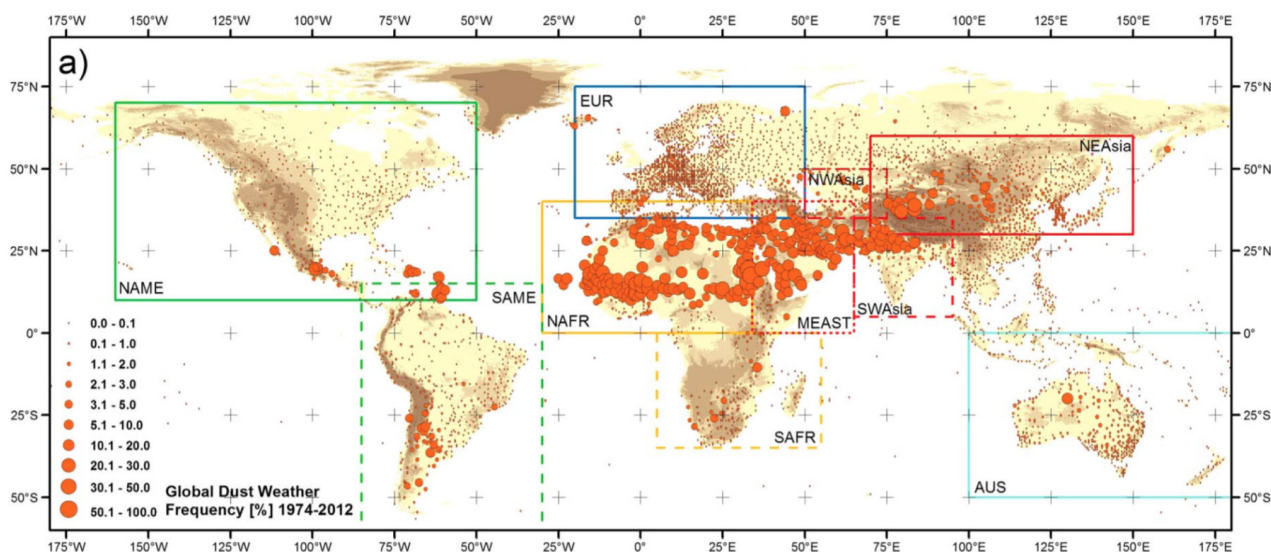 175°W 150°W 125°W 100°W 75°W 50°W 25°W 0° 25°E 50°E 75°E 100°E 125°E 150°E 175°E
a)
75°N 75°N
EUR
NEAsia
50°N 50°N
NWAsia
25°N 25°N
NAME
SAME
NAFR
MEAST
SWAsia
0° 0°
0.0 - 0.1
0.1 - 1.0
1.1 - 2.0
2.1 - 3.0
3.1 - 5.0
5.1 - 10.0
10.1 - 20.0
20.1 - 30.0
30.1 - 50.0
50.1 - 100.0
25°S 25°S
SAFR
AUS
Global Dust Weather
Frequency [%] 1974-2012
50°S 50°S
175°W 150°W 125°W 100°W 75°W 50°W 25°W 0° 25°E 50°E 75°E 100°E 125°E 150°E 175°E